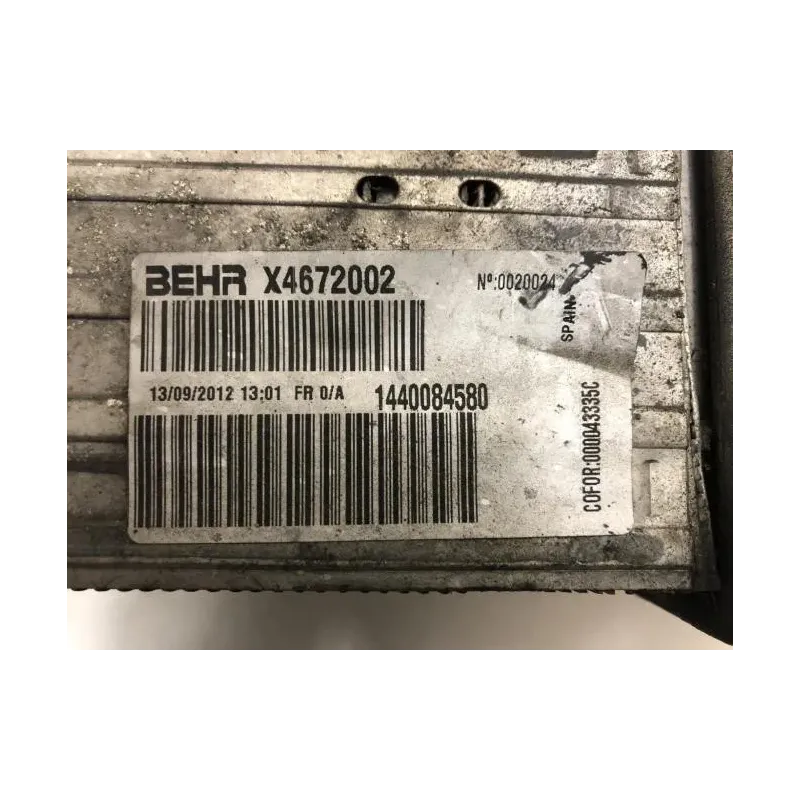 BEHR X4672002
Nº:0020024
SPAIN
13/09/2012 13:01 FR 0/A 1440084580
COFOR:000043335C